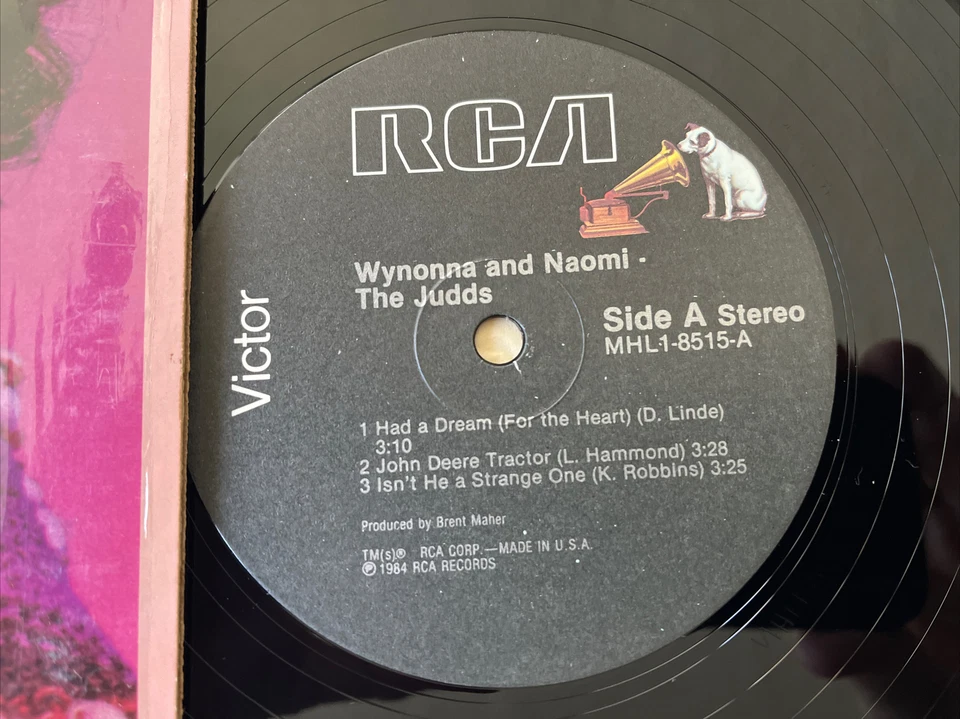 RCA
Victor
Wynonna and Naomi -
The Judds
Side A Stereo
MHL1-8515-A
1 Had a Dream (For the Heart) (D. Linde)
3:10
2 John Deere Tractor (L. Hammond) 3:28
3 Isn't He a Strange One (K. Robbins) 3:25
Produced by Brent Maher
TM(s)® RCA CORP.—MADE IN U.S.A.
℗ 1984 RCA RECORDS